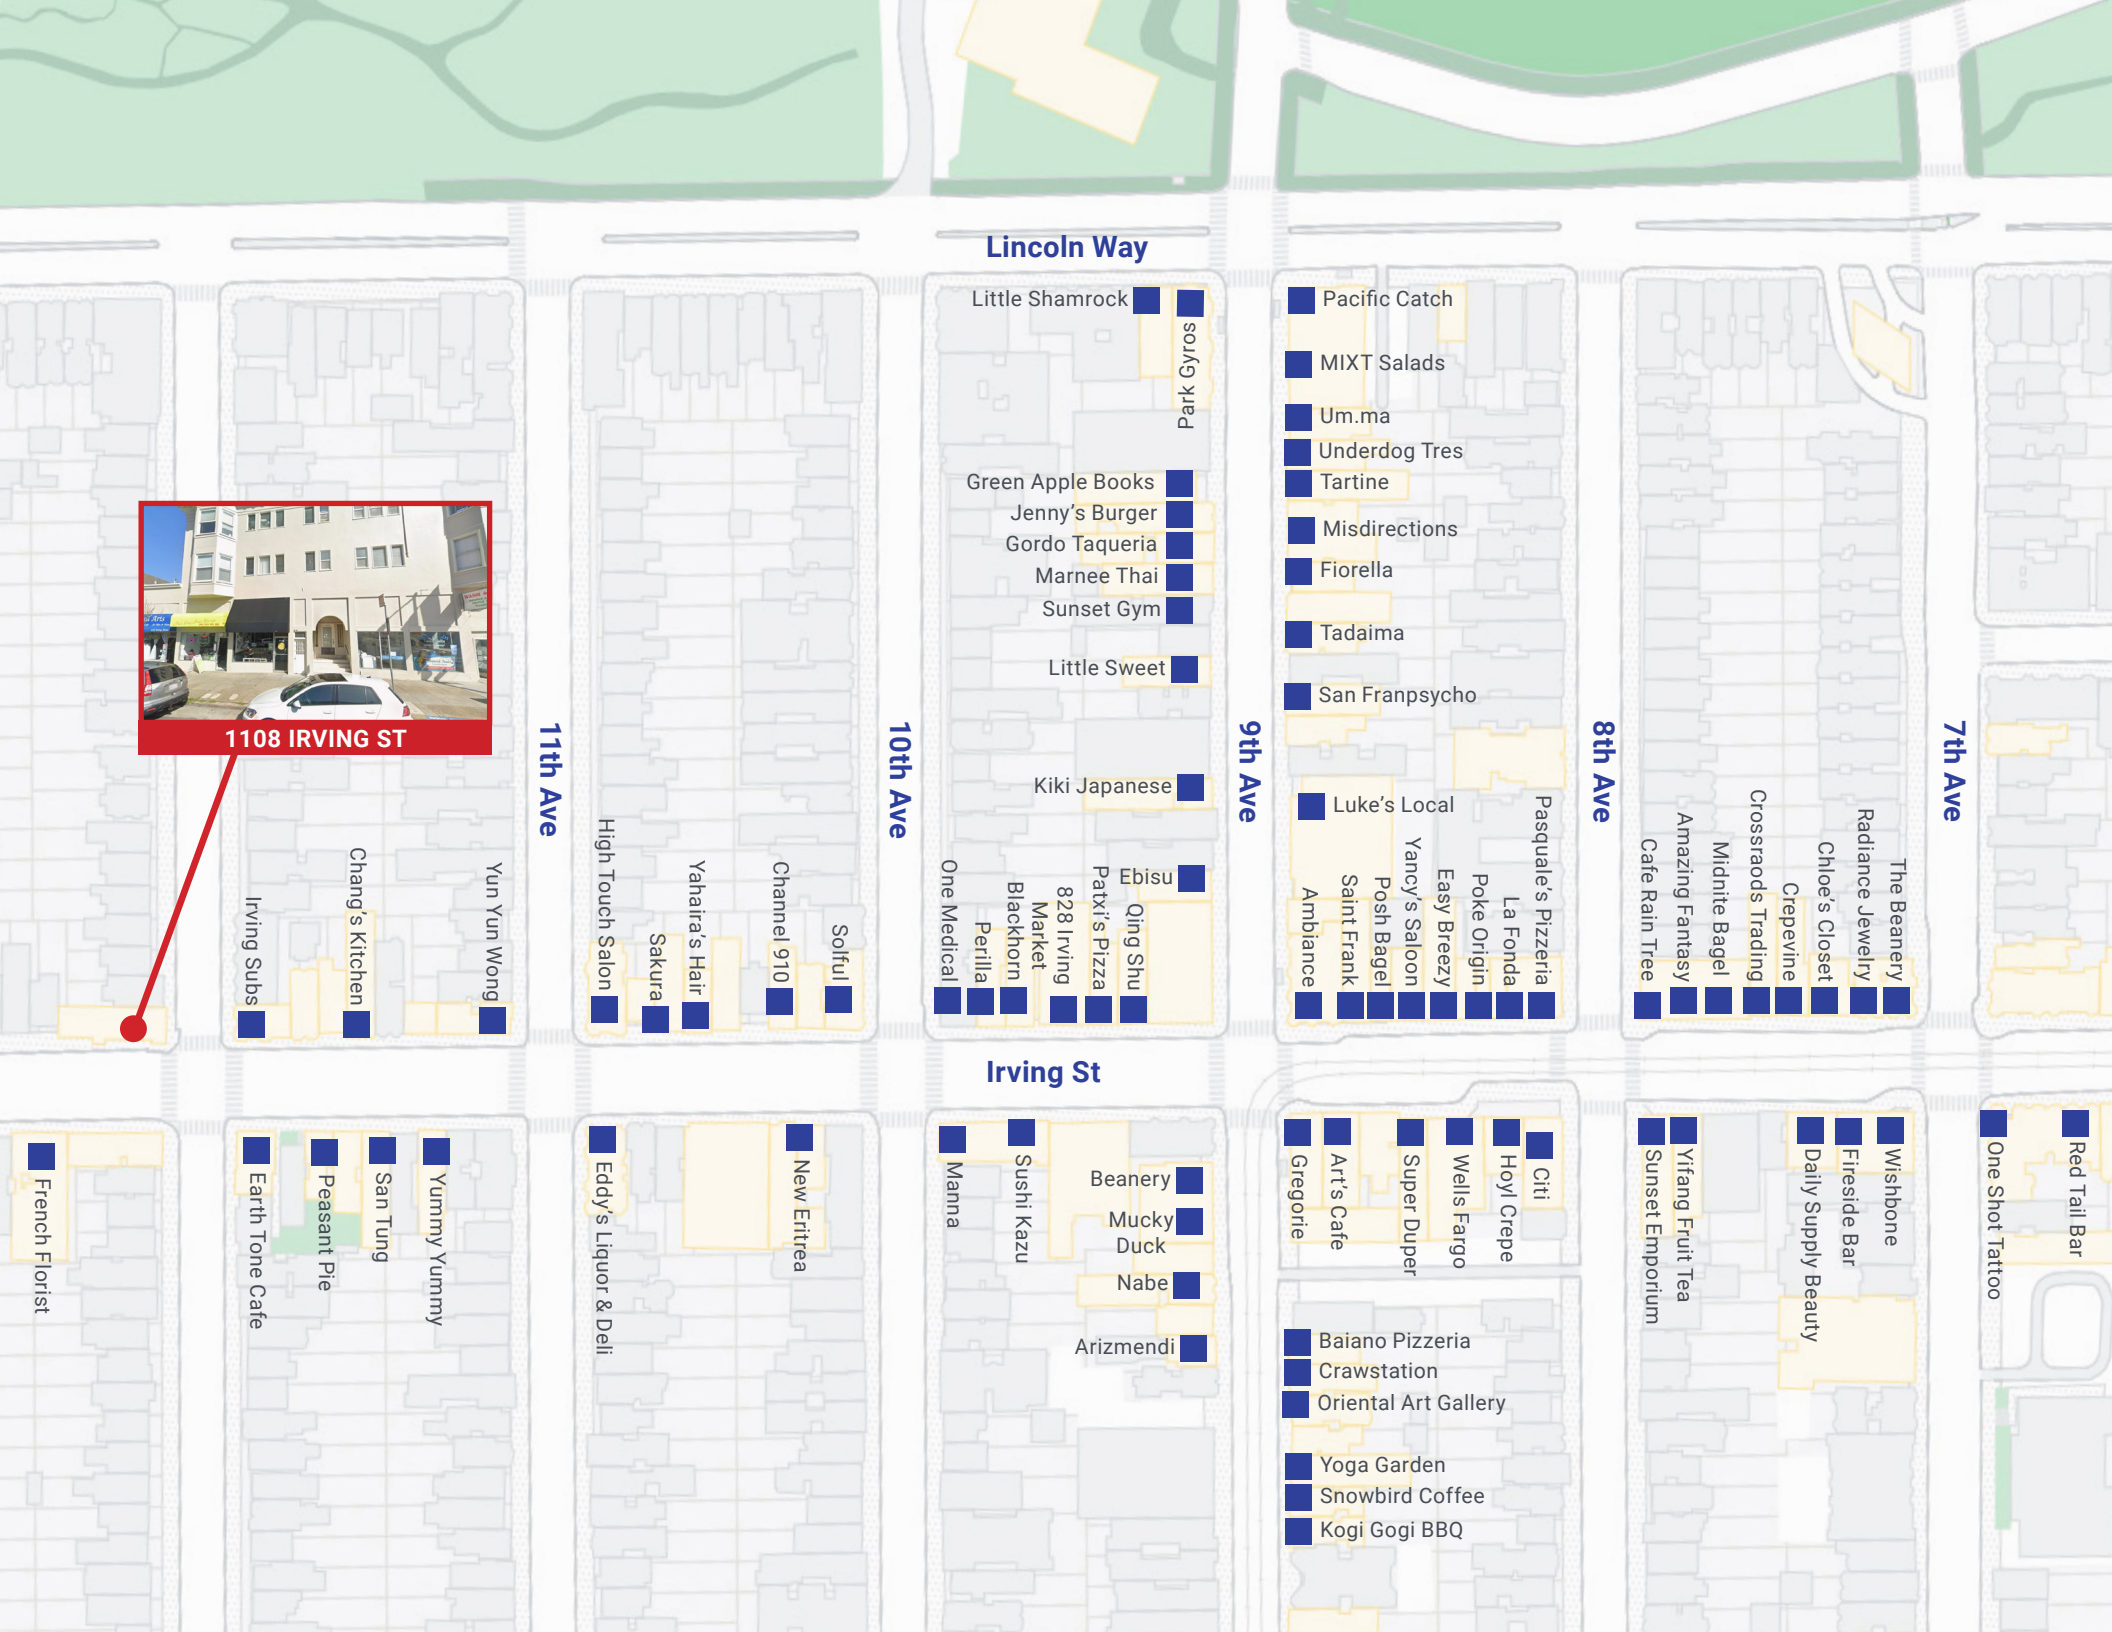 Lincoln Way
Little Shamrock
Park Gyros
Pacific Catch
MIXT Salads
Um.ma
Underdog Tres
Green Apple Books
Tartine
Jenny's Burger
Misdirections
Gordo Taqueria
Fiorella
Marnee Thai
Sunset Gym
Tadaima
Little Sweet
San Franpsycho
1108 IRVING ST
11th Ave
10th Ave
9th Ave
8th Ave
7th Ave
Kiki Japanese
Luke's Local
Ebisu
Irving Subs
Chang's Kitchen
Yun Yun Wong
High Touch Salon
Sakura
Yahaira's Hair
Channel 910
Solful
One Medical
Perilla
Blackhorn
Market
828 Irving
Patxi's Pizza
Qing Shu
Ambiance
Saint Frank
Posh Bagel
Yancy's Saloon
Easy Breezy
Poke Origin
La Fonda
Pasquale's Pizzeria
Cafe Rain Tree
Amazing Fantasy
Midnite Bagel
Crossraods Trading
Crepevine
Chloe's Closet
Radiance Jewelry
The Beanery
Irving St
French Florist
Earth Tone Cafe
Peasant Pie
San Tung
Yummy Yummy
Eddy's Liquor & Deli
New Eritrea
Manna
Sushi Kazu
Beanery
Mucky
Duck
Nabe
Arizmendi
Gregorie
Art's Cafe
Super Duper
Wells Fargo
Hoyl Crepe
Citi
Sunset Emporium
Yifang Fruit Tea
Daily Supply Beauty
Fireside Bar
Wishbone
One Shot Tattoo
Red Tail Bar
Baiano Pizzeria
Crawstation
Oriental Art Gallery
Yoga Garden
Snowbird Coffee
Kogi Gogi BBQ